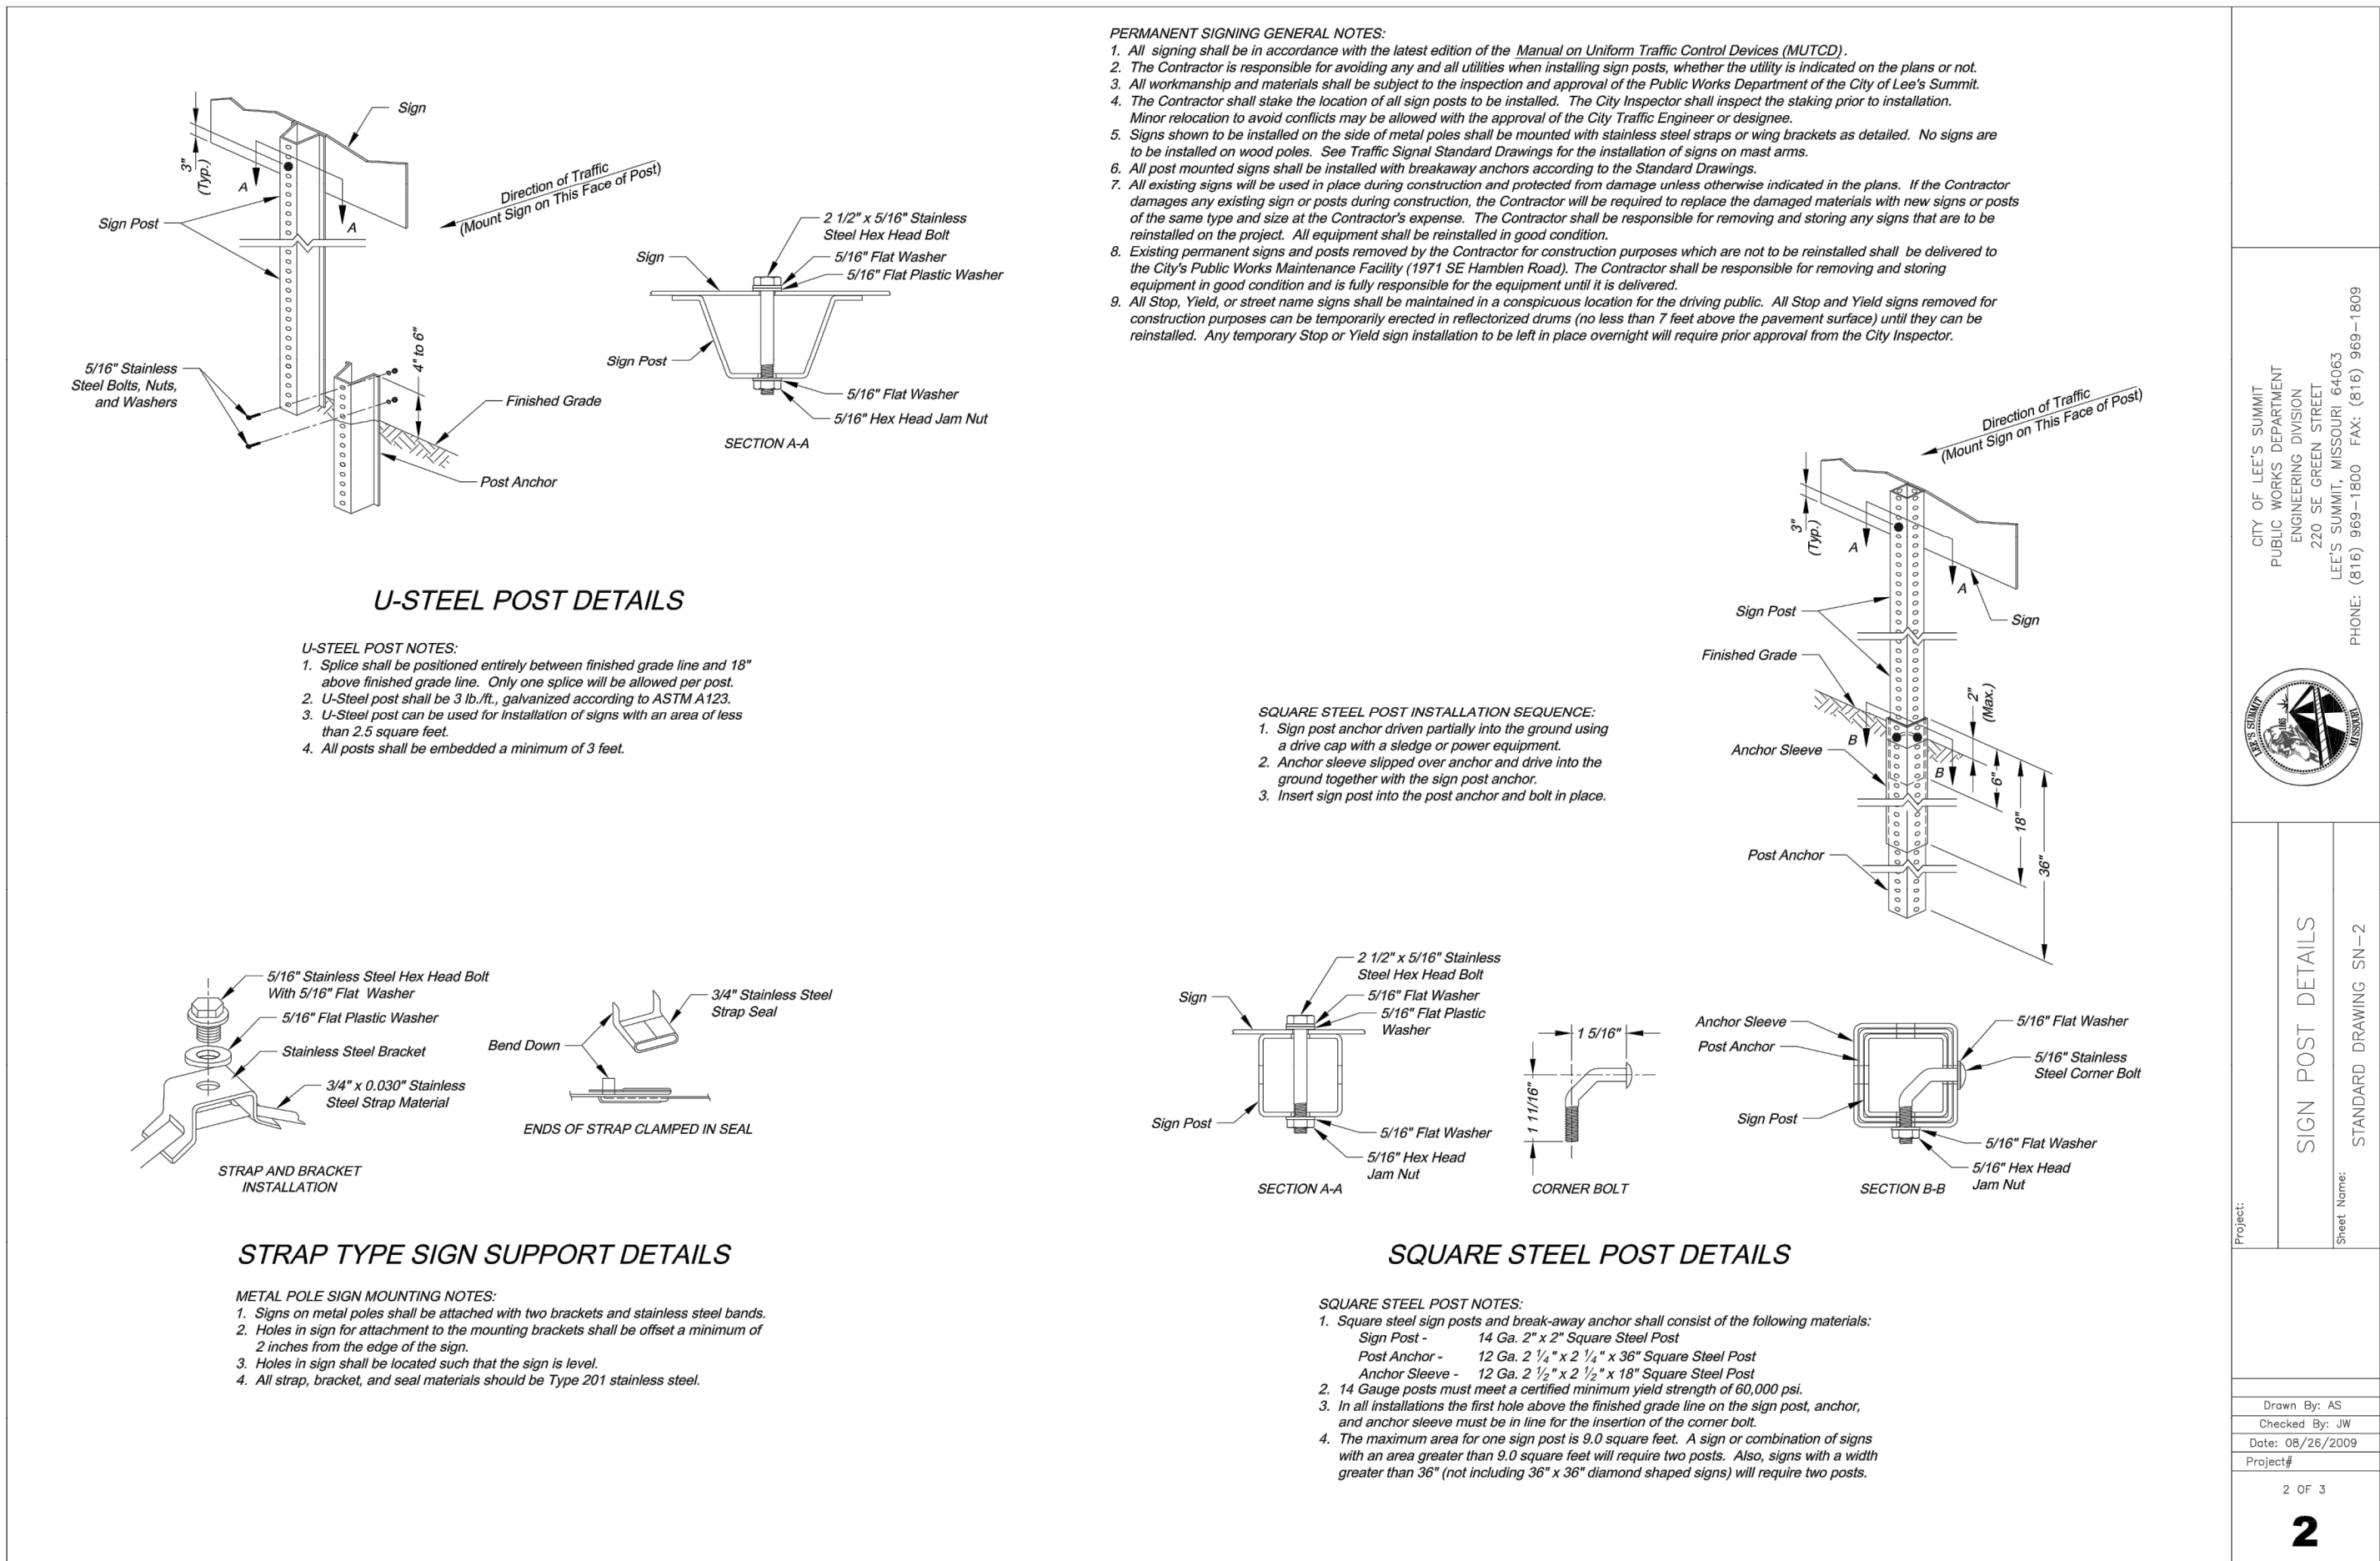 PERMANENT SIGNING GENERAL NOTES:
1. All signing shall be in accordance with the latest edition of the Manual on Uniform Traffic Control Devices (MUTCD).
2. The Contractor is responsible for avoiding any and all utilities when installing sign posts, whether the utility is indicated on the plans or not.
3. All workmanship and materials shall be subject to the inspection and approval of the Public Works Department of the City of Lee's Summit.
4. The Contractor shall stake the location of all sign posts to be installed. The City Inspector shall inspect the staking prior to installation.
Minor relocation to avoid conflicts may be allowed with the approval of the City Traffic Engineer or designee.
5. Signs shown to be installed on the side of metal poles shall be mounted with stainless steel straps or wing brackets as detailed. No signs are
to be installed on wood poles. See Traffic Signal Standard Drawings for the installation of signs on mast arms.
6. All post mounted signs shall be installed with breakaway anchors according to the Standard Drawings.
7. All existing signs will be used in place during construction and protected from damage unless otherwise indicated in the plans. If the Contractor
damages any existing sign or posts during construction, the Contractor will be required to replace the damaged materials with new signs or posts
of the same type and size at the Contractor's expense. The Contractor shall be responsible for removing and storing any signs that are to be
reinstalled on the project. All equipment shall be reinstalled in good condition.
8. Existing permanent signs and posts removed by the Contractor for construction purposes which are not to be reinstalled shall be delivered to
the City's Public Works Maintenance Facility (1971 SE Hamblen Road). The Contractor shall be responsible for removing and storing
equipment in good condition and is fully responsible for the equipment until it is delivered.
9. All Stop, Yield, or street name signs shall be maintained in a conspicuous location for the driving public. All Stop and Yield signs removed for
construction purposes can be temporarily erected in reflectorized drums (no less than 7 feet above the pavement surface) until they can be
reinstalled. Any temporary Stop or Yield sign installation to be left in place overnight will require prior approval from the City Inspector.
Sign
3"
(Typ.)
A
A
Direction of Traffic
(Mount Sign on This Face of Post)
Sign Post
5/16" Stainless
Steel Bolts, Nuts,
and Washers
4" to 6"
Finished Grade
Post Anchor
2 1/2" x 5/16" Stainless
Steel Hex Head Bolt
Sign
5/16" Flat Washer
5/16" Flat Plastic Washer
Sign Post
5/16" Flat Washer
5/16" Hex Head Jam Nut
SECTION A-A
U-STEEL POST DETAILS
U-STEEL POST NOTES:
1. Splice shall be positioned entirely between finished grade line and 18"
above finished grade line. Only one splice will be allowed per post.
2. U-Steel post shall be 3 lb./ft., galvanized according to ASTM A123.
3. U-Steel post can be used for installation of signs with an area of less
than 2.5 square feet.
4. All posts shall be embedded a minimum of 3 feet.
SQUARE STEEL POST INSTALLATION SEQUENCE:
1. Sign post anchor driven partially into the ground using
a drive cap with a sledge or power equipment.
2. Anchor sleeve slipped over anchor and drive into the
ground together with the sign post anchor.
3. Insert sign post into the post anchor and bolt in place.
Direction of Traffic
(Mount Sign on This Face of Post)
3"
(Typ.)
A
A
Sign Post
Sign
Finished Grade
2"
(Max.)
B
B
Anchor Sleeve
6"
18"
36"
Post Anchor
5/16" Stainless Steel Hex Head Bolt
With 5/16" Flat Washer
5/16" Flat Plastic Washer
Stainless Steel Bracket
3/4" x 0.030" Stainless
Steel Strap Material
STRAP AND BRACKET
INSTALLATION
3/4" Stainless Steel
Strap Seal
Bend Down
ENDS OF STRAP CLAMPED IN SEAL
STRAP TYPE SIGN SUPPORT DETAILS
METAL POLE SIGN MOUNTING NOTES:
1. Signs on metal poles shall be attached with two brackets and stainless steel bands.
2. Holes in sign for attachment to the mounting brackets shall be offset a minimum of
2 inches from the edge of the sign.
3. Holes in sign shall be located such that the sign is level.
4. All strap, bracket, and seal materials should be Type 201 stainless steel.
2 1/2" x 5/16" Stainless
Steel Hex Head Bolt
Sign
5/16" Flat Washer
5/16" Flat Plastic
Washer
Sign Post
5/16" Flat Washer
5/16" Hex Head
Jam Nut
SECTION A-A
1 5/16"
1 11/16"
CORNER BOLT
Anchor Sleeve
Post Anchor
Sign Post
5/16" Flat Washer
5/16" Stainless
Steel Corner Bolt
5/16" Flat Washer
5/16" Hex Head
Jam Nut
SECTION B-B
SQUARE STEEL POST DETAILS
SQUARE STEEL POST NOTES:
1. Square steel sign posts and break-away anchor shall consist of the following materials:
Sign Post - 14 Ga. 2" x 2" Square Steel Post
Post Anchor - 12 Ga. 2 1/4" x 2 1/4" x 36" Square Steel Post
Anchor Sleeve - 12 Ga. 2 1/2" x 2 1/2" x 18" Square Steel Post
2. 14 Gauge posts must meet a certified minimum yield strength of 60,000 psi.
3. In all installations the first hole above the finished grade line on the sign post, anchor,
and anchor sleeve must be in line for the insertion of the corner bolt.
4. The maximum area for one sign post is 9.0 square feet. A sign or combination of signs
with an area greater than 9.0 square feet will require two posts. Also, signs with a width
greater than 36" (not including 36" x 36" diamond shaped signs) will require two posts.
CITY OF LEE'S SUMMIT
PUBLIC WORKS DEPARTMENT
ENGINEERING DIVISION
220 SE GREEN STREET
LEE'S SUMMIT, MISSOURI 64063
PHONE: (816) 969-1800 FAX: (816) 969-1809
LEE'S SUMMIT
1865
MISSOURI
Project:
SIGN POST DETAILS
Sheet Name:
STANDARD DRAWING SN-2
Drawn By: AS
Checked By: JW
Date: 08/26/2009
Project#
2 OF 3
2